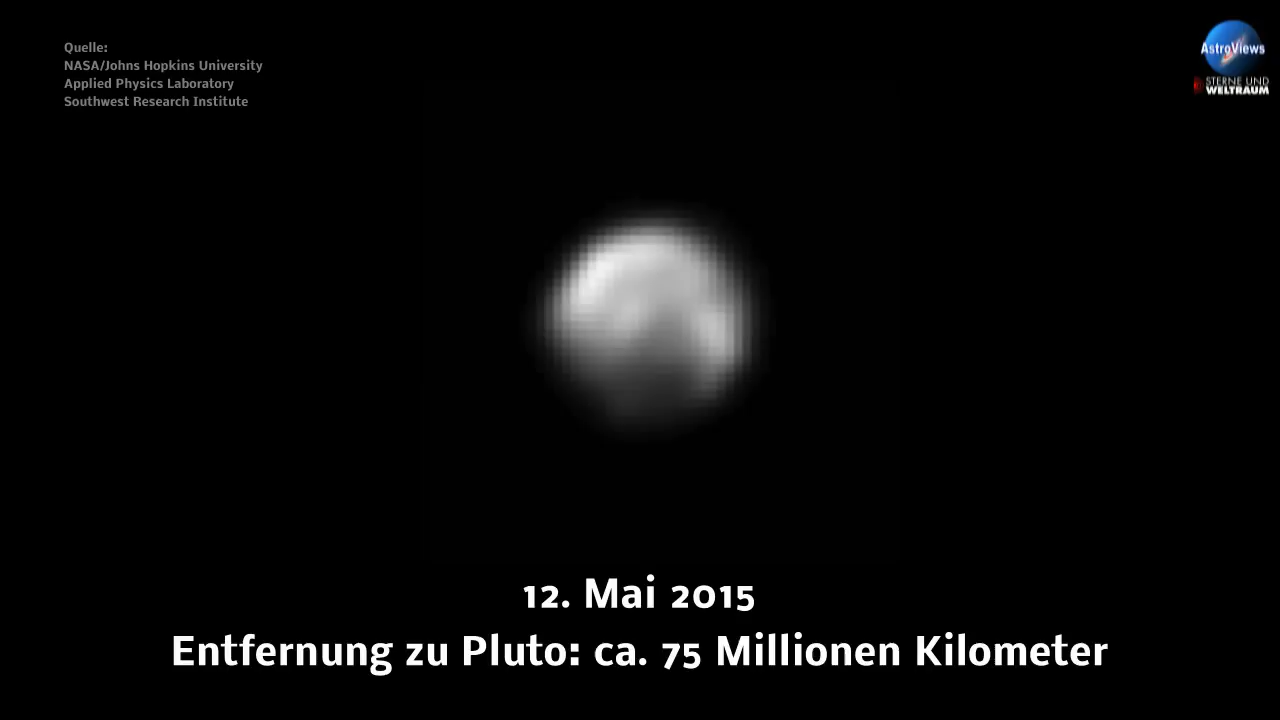 Quelle:
NASA/Johns Hopkins University
Applied Physics Laboratory
Southwest Research Institute
AstroViews
STERNE UND
WELTRAUM
12. Mai 2015
Entfernung zu Pluto: ca. 75 Millionen Kilometer